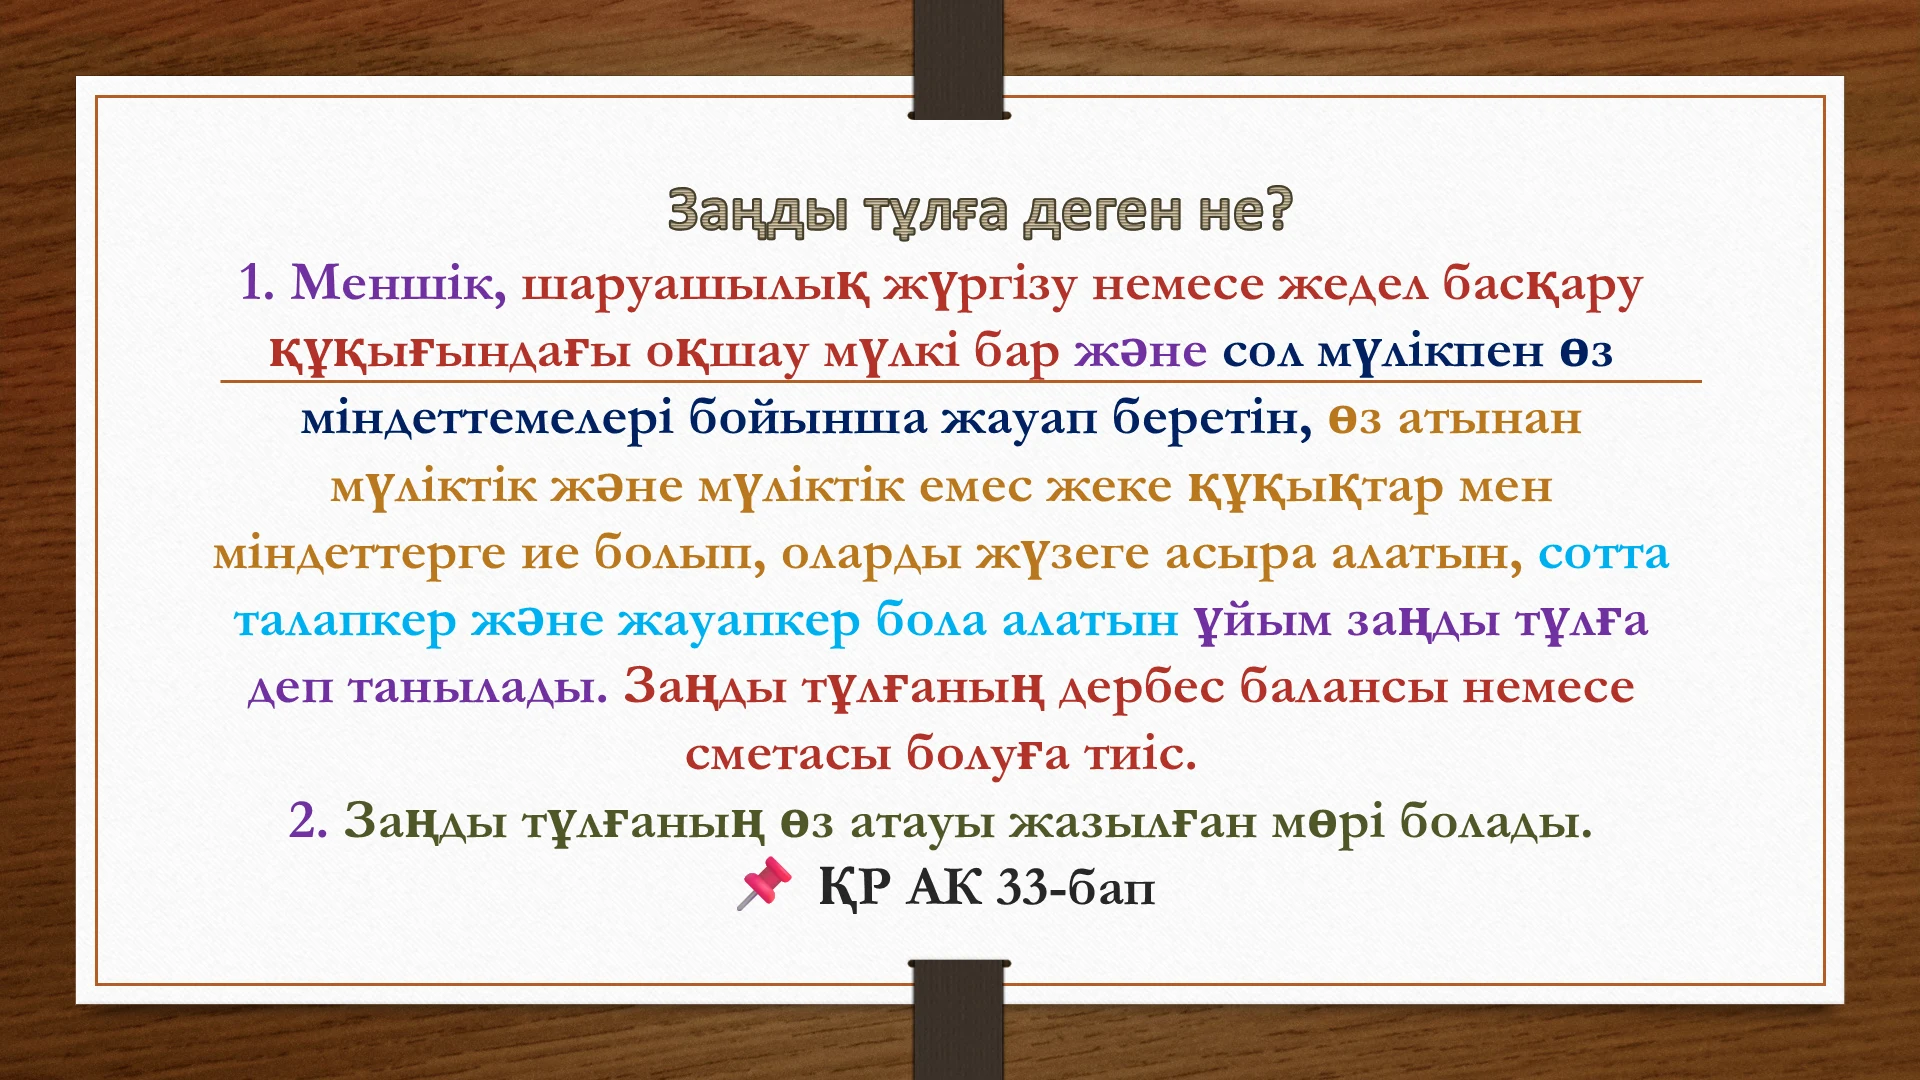 Заңды тұлға деген не?
1. Меншік, шаруашылық жүргізу немесе жедел басқару
құқығындағы оқшау мүлкі бар және сол мүлікпен өз
міндеттемелері бойынша жауап беретін, өз атынан
мүліктік және мүліктік емес жеке құқықтар мен
міндеттерге ие болып, оларды жүзеге асыра алатын, сотта
талапкер және жауапкер бола алатын ұйым заңды тұлға
деп танылады. Заңды тұлғаның дербес балансы немесе
сметасы болуға тиіс.
2. Заңды тұлғаның өз атауы жазылған мөрі болады.
ҚР АК 33-бап